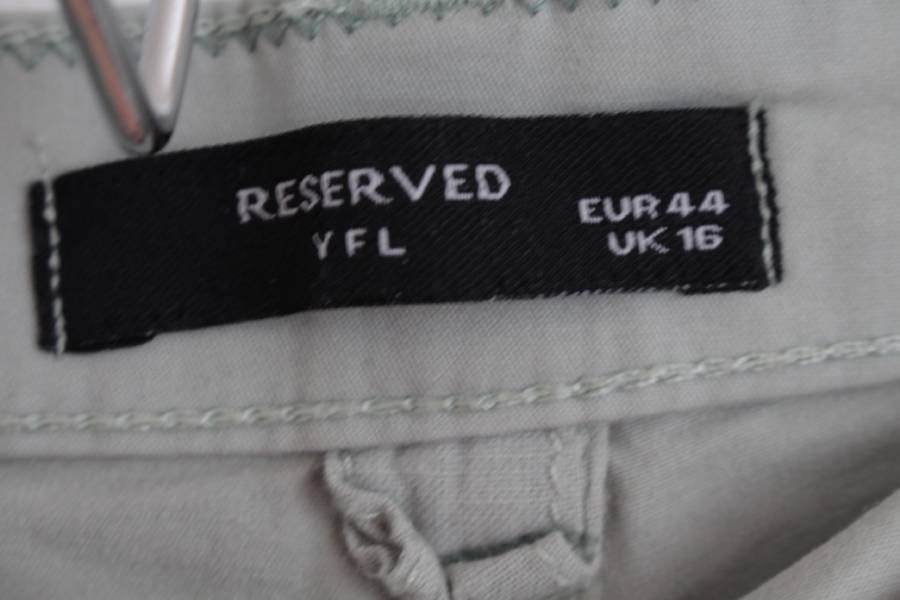 RESERVED
YFL
EUR 44
UK 16